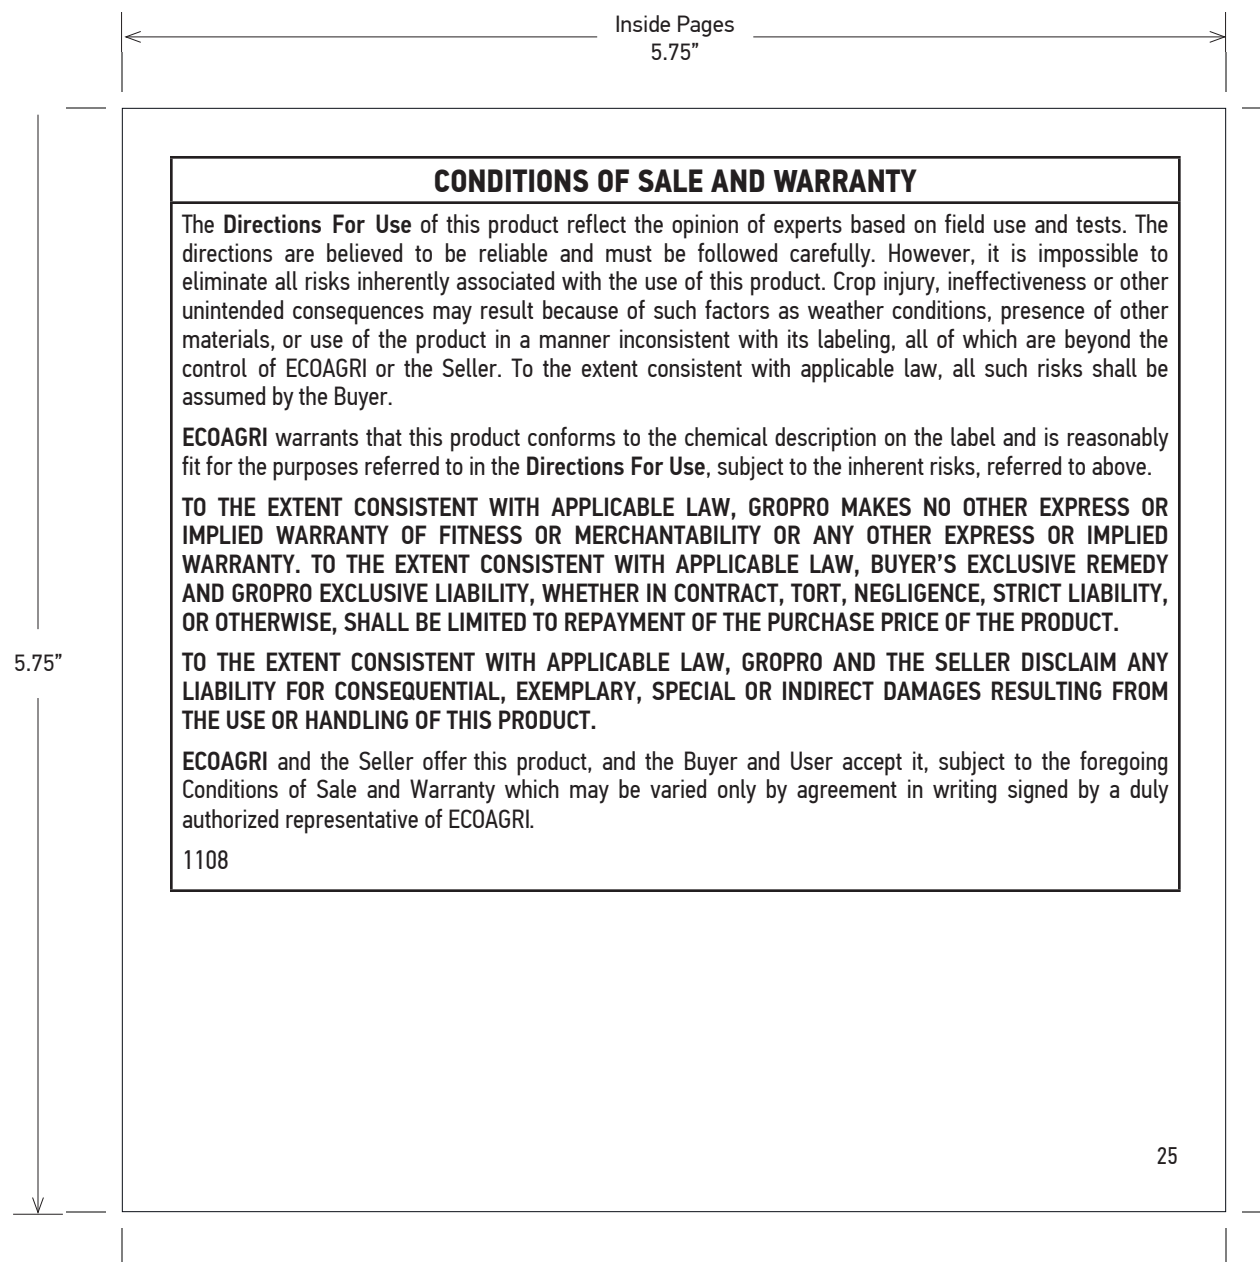 Inside Pages
5.75”
CONDITIONS OF SALE AND WARRANTY
The Directions For Use of this product reflect the opinion of experts based on field use and tests. The
directions are believed to be reliable and must be followed carefully. However, it is impossible to
eliminate all risks inherently associated with the use of this product. Crop injury, ineffectiveness or other
unintended consequences may result because of such factors as weather conditions, presence of other
materials, or use of the product in a manner inconsistent with its labeling, all of which are beyond the
control of ECOAGRI or the Seller. To the extent consistent with applicable law, all such risks shall be
assumed by the Buyer.
ECOAGRI warrants that this product conforms to the chemical description on the label and is reasonably
fit for the purposes referred to in the Directions For Use, subject to the inherent risks, referred to above.
TO THE EXTENT CONSISTENT WITH APPLICABLE LAW, GROPRO MAKES NO OTHER EXPRESS OR
IMPLIED WARRANTY OF FITNESS OR MERCHANTABILITY OR ANY OTHER EXPRESS OR IMPLIED
WARRANTY. TO THE EXTENT CONSISTENT WITH APPLICABLE LAW, BUYER’S EXCLUSIVE REMEDY
AND GROPRO EXCLUSIVE LIABILITY, WHETHER IN CONTRACT, TORT, NEGLIGENCE, STRICT LIABILITY,
OR OTHERWISE, SHALL BE LIMITED TO REPAYMENT OF THE PURCHASE PRICE OF THE PRODUCT.
5.75”
TO THE EXTENT CONSISTENT WITH APPLICABLE LAW, GROPRO AND THE SELLER DISCLAIM ANY
LIABILITY FOR CONSEQUENTIAL, EXEMPLARY, SPECIAL OR INDIRECT DAMAGES RESULTING FROM
THE USE OR HANDLING OF THIS PRODUCT.
ECOAGRI and the Seller offer this product, and the Buyer and User accept it, subject to the foregoing
Conditions of Sale and Warranty which may be varied only by agreement in writing signed by a duly
authorized representative of ECOAGRI.
1108
25